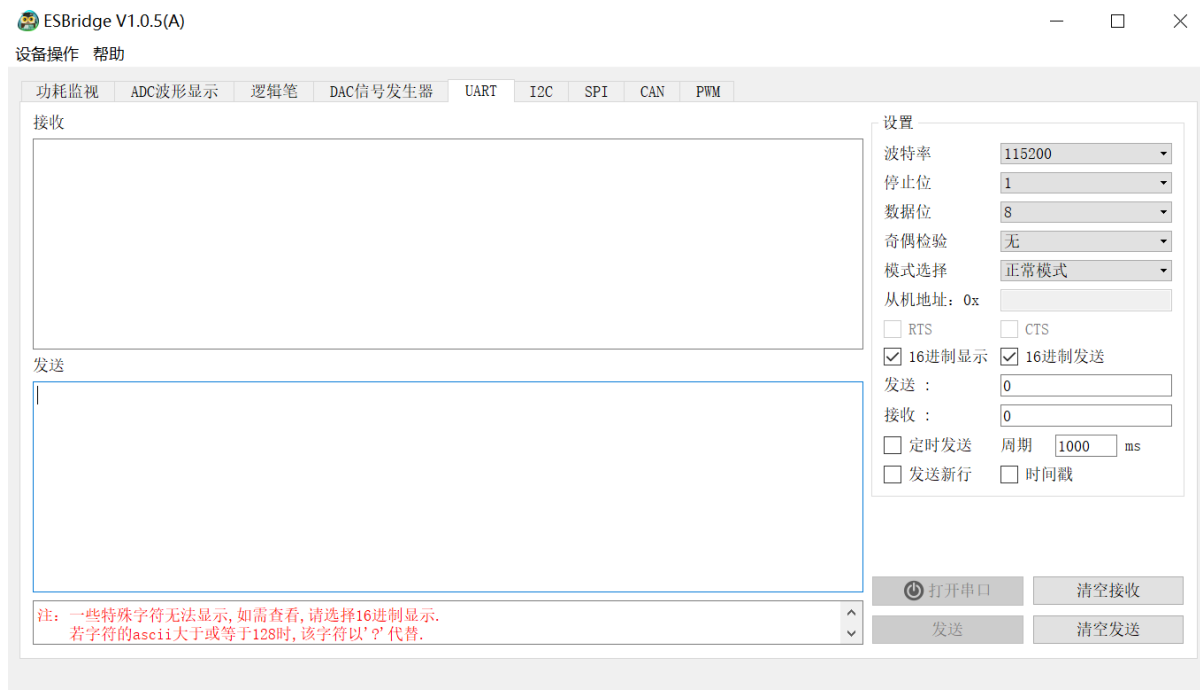 ESBridge V1.0.5(A)
设备操作 帮助
功耗监视 ADC波形显示 逻辑笔 DAC信号发生器 UART I2C SPI CAN PWM
接收
发送
注: 一些特殊字符无法显示,如需查看,请选择16进制显示.
若字符的ascii大于或等于128时,该字符以'?'代替.
设置
波特率 115200
停止位 1
数据位 8
奇偶检验 无
模式选择 正常模式
从机地址: 0x
RTS CTS
16进制显示 16进制发送
发送 : 0
接收 : 0
定时发送 周期 1000 ms
发送新行 时间戳
打开串口 清空接收
发送 清空发送